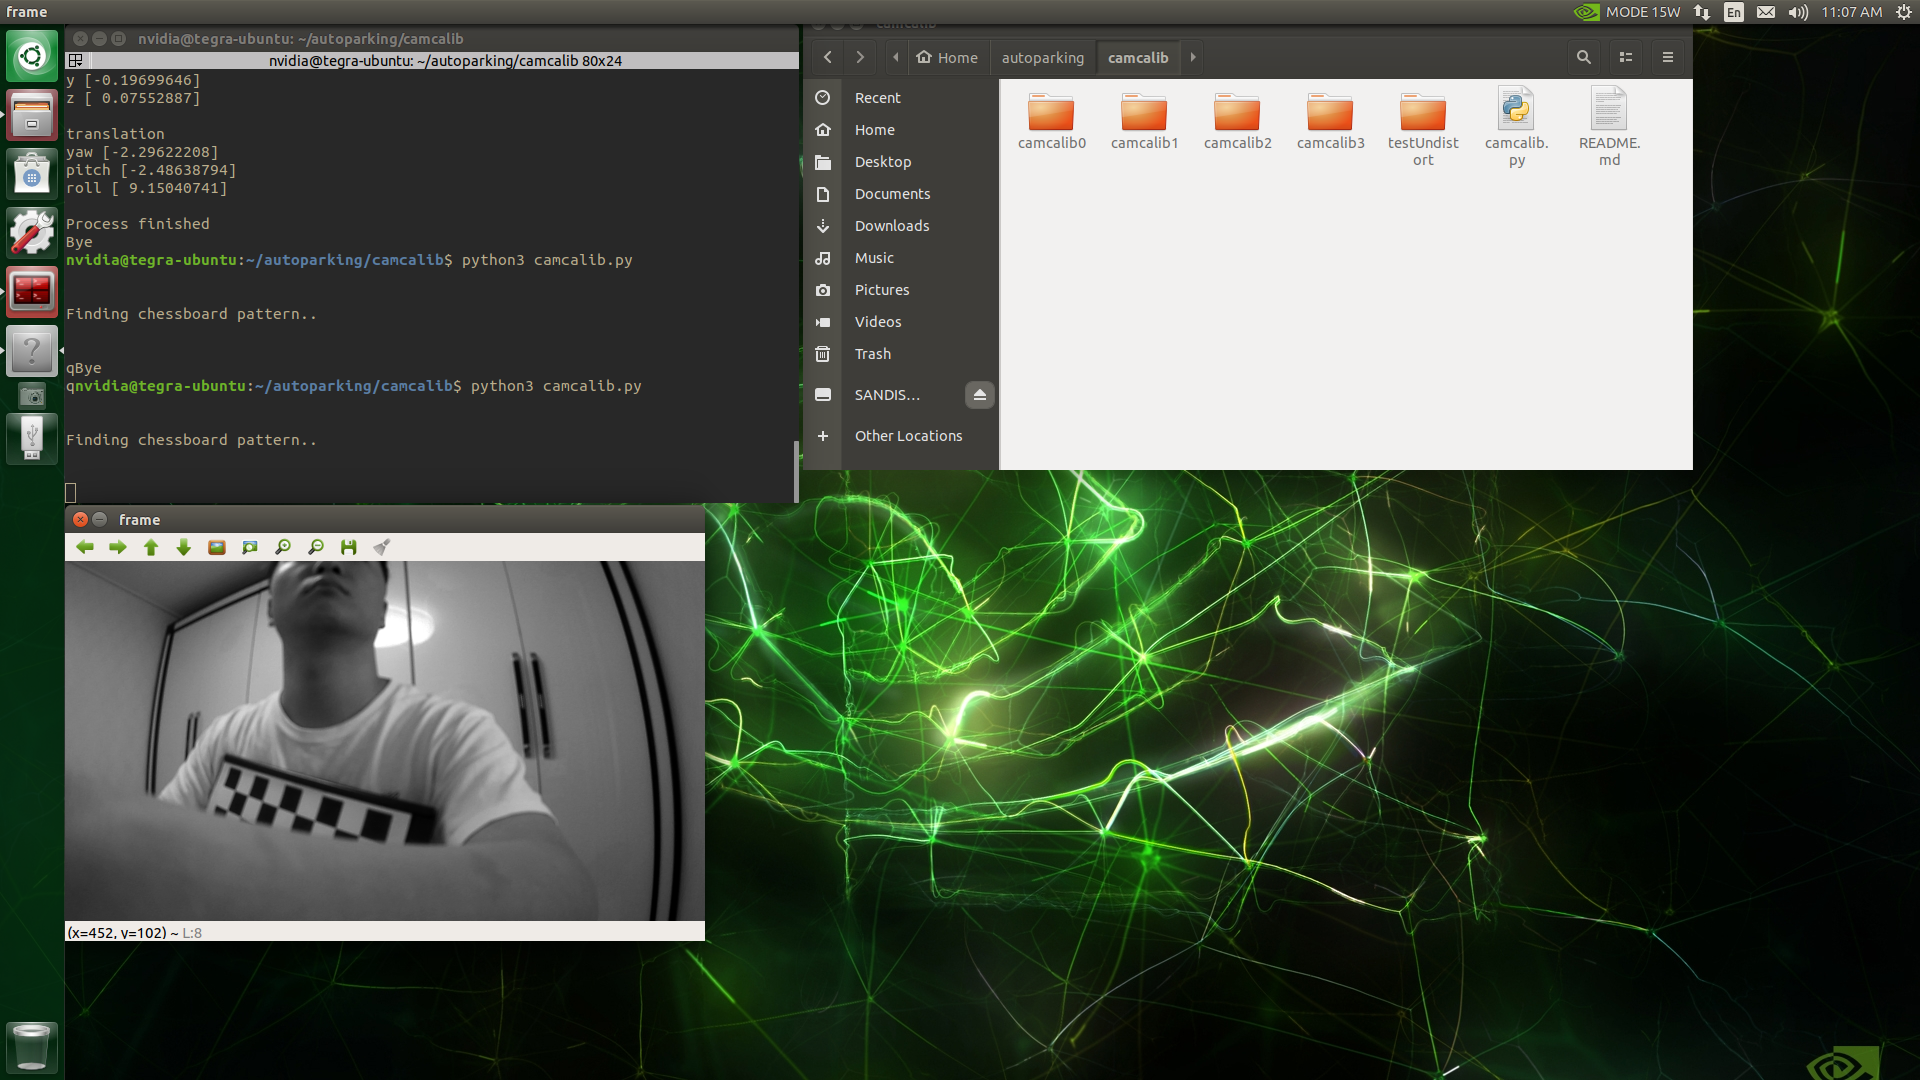 frame
MODE 15W
En
11:07 AM
nvidia@tegra-ubuntu: ~/autoparking/camcalib
nvidia@tegra-ubuntu: ~/autoparking/camcalib 80x24
y [-0.19699646]
z [ 0.07552887]
translation
yaw [-2.29622208]
pitch [-2.48638794]
roll [ 9.15040741]
Process finished
Bye
nvidia@tegra-ubuntu:~/autoparking/camcalib$ python3 camcalib.py
Finding chessboard pattern..
qBye
qnvidia@tegra-ubuntu:~/autoparking/camcalib$ python3 camcalib.py
Finding chessboard pattern..
Home
autoparking
camcalib
Recent
Home
Desktop
Documents
Downloads
Music
Pictures
Videos
Trash
SANDIS...
Other Locations
camcalib0
camcalib1
camcalib2
camcalib3
testUndist
ort
camcalib.
py
README.
md
frame
(x=452, y=102) ~ L:8